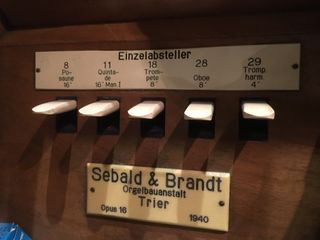 Einzelabsteller
8 11 18 28 29
Po- Quinta- Trom- Oboe Tromp.
saune de pete harm.
16' 16' Man. I 8' 8' 4'
Sebald & Brandt
Orgelbauanstalt
Trier
Opus 16 1940